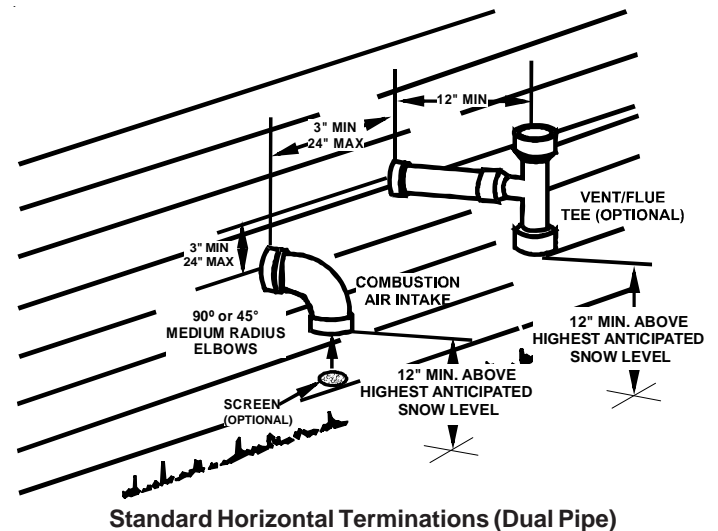 12" MIN
3" MIN
24" MAX
VENT/FLUE
TEE (OPTIONAL)
3" MIN
24" MAX
COMBUSTION
AIR INTAKE
90º or 45°
MEDIUM RADIUS
ELBOWS
12" MIN. ABOVE
HIGHEST ANTICIPATED
SNOW LEVEL
12" MIN. ABOVE
HIGHEST ANTICIPATED
SNOW LEVEL
SCREEN
(OPTIONAL)
Standard Horizontal Terminations (Dual Pipe)